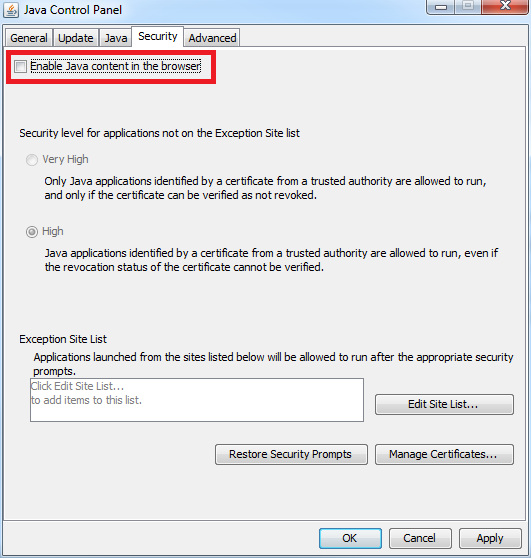 Java Control Panel
General Update Java Security Advanced
Enable Java content in the browser
Security level for applications not on the Exception Site list
Very High
Only Java applications identified by a certificate from a trusted authority are allowed to run,
and only if the certificate can be verified as not revoked.
High
Java applications identified by a certificate from a trusted authority are allowed to run, even if
the revocation status of the certificate cannot be verified.
Exception Site List
Applications launched from the sites listed below will be allowed to run after the appropriate security
prompts.
Click Edit Site List...
to add items to this list.
Edit Site List...
Restore Security Prompts Manage Certificates...
OK Cancel Apply